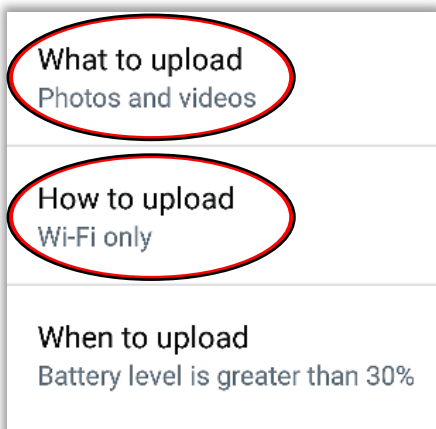 What to upload
Photos and videos
How to upload
Wi-Fi only
When to upload
Battery level is greater than 30%